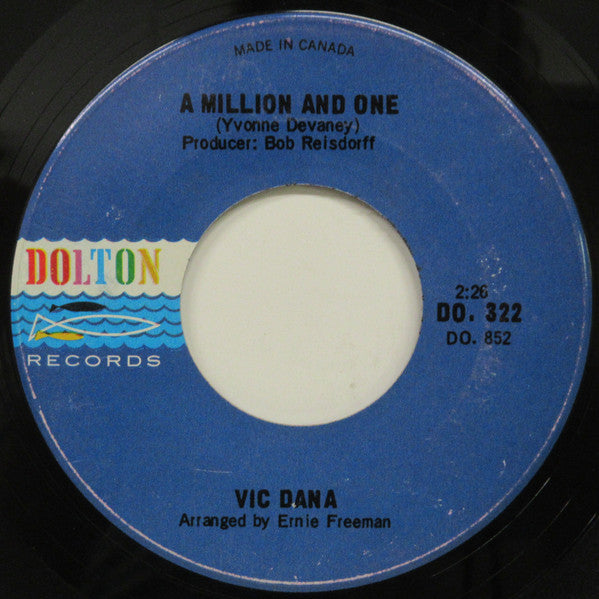 MADE IN CANADA
A MILLION AND ONE
(Yvonne Devaney)
Producer: Bob Reisdorff
DOLTON
RECORDS
2:26
DO. 322
DO. 852
VIC DANA
Arranged by Ernie Freeman